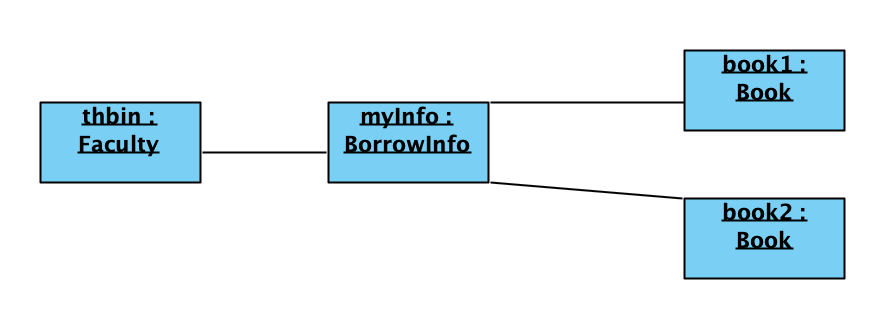 thbin :
Faculty
myInfo :
BorrowInfo
book1 :
Book
book2 :
Book